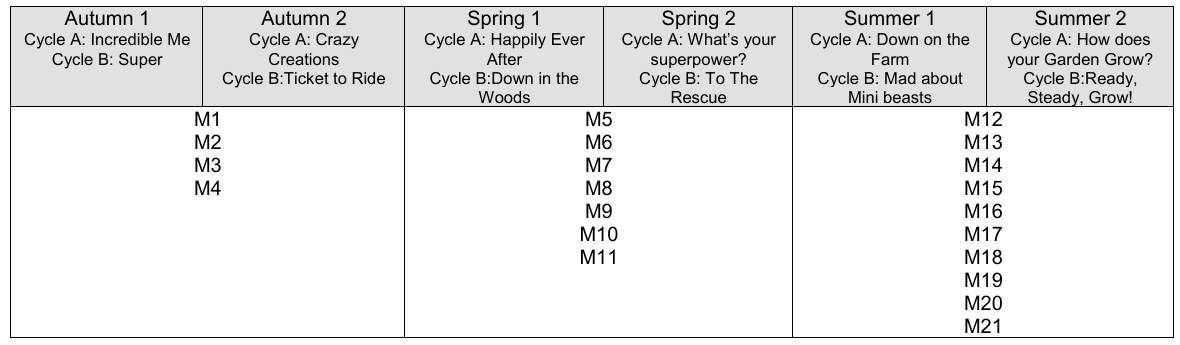 Autumn 1
Cycle A: Incredible Me
Cycle B: Super
Autumn 2
Cycle A: Crazy
Creations
Cycle B:Ticket to Ride
Spring 1
Cycle A: Happily Ever
After
Cycle B:Down in the
Woods
Spring 2
Cycle A: What's your
superpower?
Cycle B: To The
Rescue
Summer 1
Cycle A: Down on the
Farm
Cycle B: Mad about
Mini beasts
Summer 2
Cycle A: How does
your Garden Grow?
Cycle B:Ready,
Steady, Grow!
M1
M2
M3
M4
M5
M6
M7
M8
M9
M10
M11
M12
M13
M14
M15
M16
M17
M18
M19
M20
M21